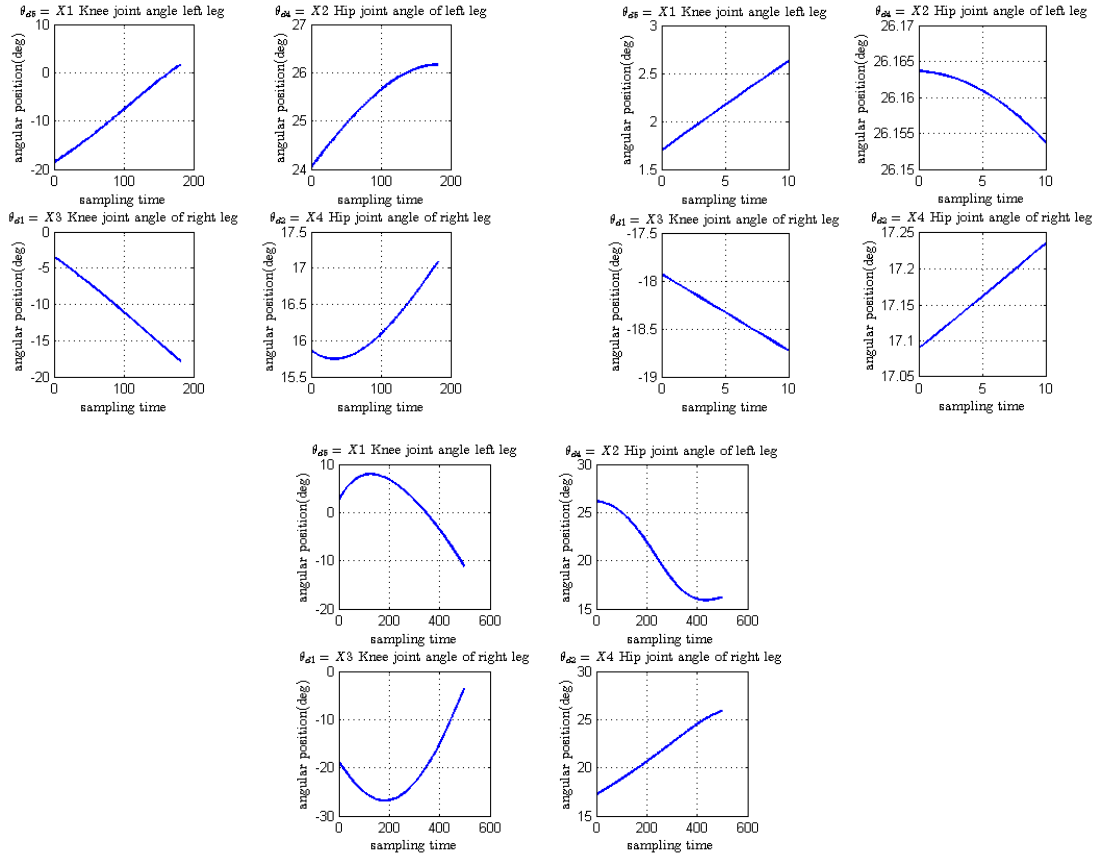 θd5 = X1 Knee joint angle left leg
angular position(deg)
10
0
-10
-20
0 100 200
sampling time
θd4 = X2 Hip joint angle of left leg
angular position(deg)
27
26
25
24
0 100 200
sampling time
θd1 = X3 Knee joint angle of right leg
angular position(deg)
0
-5
-10
-15
-20
0 100 200
sampling time
θd2 = X4 Hip joint angle of right leg
angular position(deg)
17.5
17
16.5
16
15.5
0 100 200
sampling time
θd5 = X1 Knee joint angle left leg
angular position(deg)
3
2.5
2
1.5
0 5 10
sampling time
θd4 = X2 Hip joint angle of left leg
angular position(deg)
26.17
26.165
26.16
26.155
26.15
0 5 10
sampling time
θd1 = X3 Knee joint angle of right leg
angular position(deg)
-17.5
-18
-18.5
-19
0 5 10
sampling time
θd2 = X4 Hip joint angle of right leg
angular position(deg)
17.25
17.2
17.15
17.1
17.05
0 5 10
sampling time
θd5 = X1 Knee joint angle left leg
angular position(deg)
10
0
-10
-20
0 200 400 600
sampling time
θd4 = X2 Hip joint angle of left leg
angular position(deg)
30
25
20
15
0 200 400 600
sampling time
θd1 = X3 Knee joint angle of right leg
angular position(deg)
0
-10
-20
-30
0 200 400 600
sampling time
θd2 = X4 Hip joint angle of right leg
angular position(deg)
30
25
20
15
0 200 400 600
sampling time